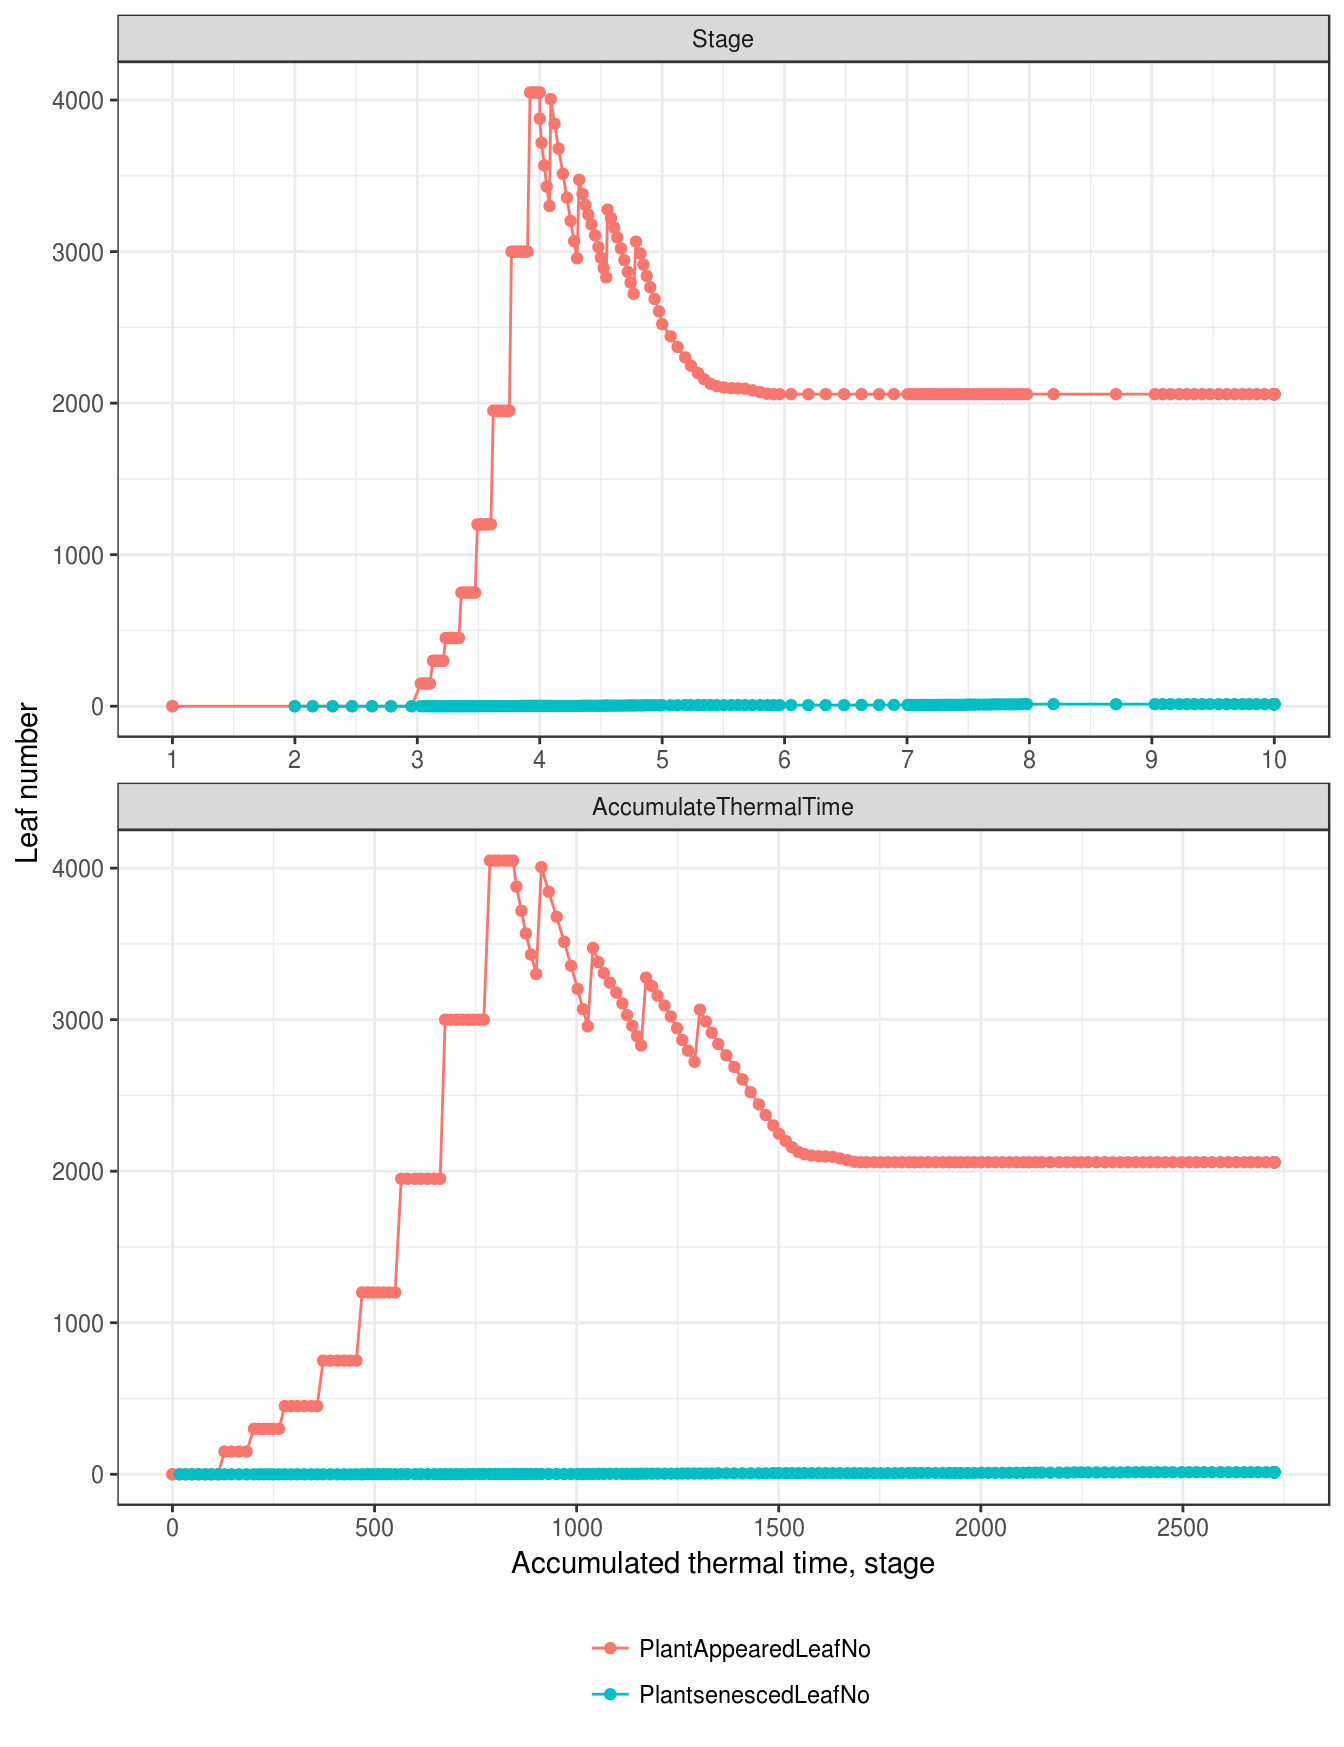 Stage
4000
3000
2000
1000
0
1 2 3 4 5 6 7 8 9 10
Leaf number
AccumulateThermalTime
4000
3000
2000
1000
0
0 500 1000 1500 2000 2500
Accumulated thermal time, stage
PlantAppearedLeafNo
PlantsenescedLeafNo